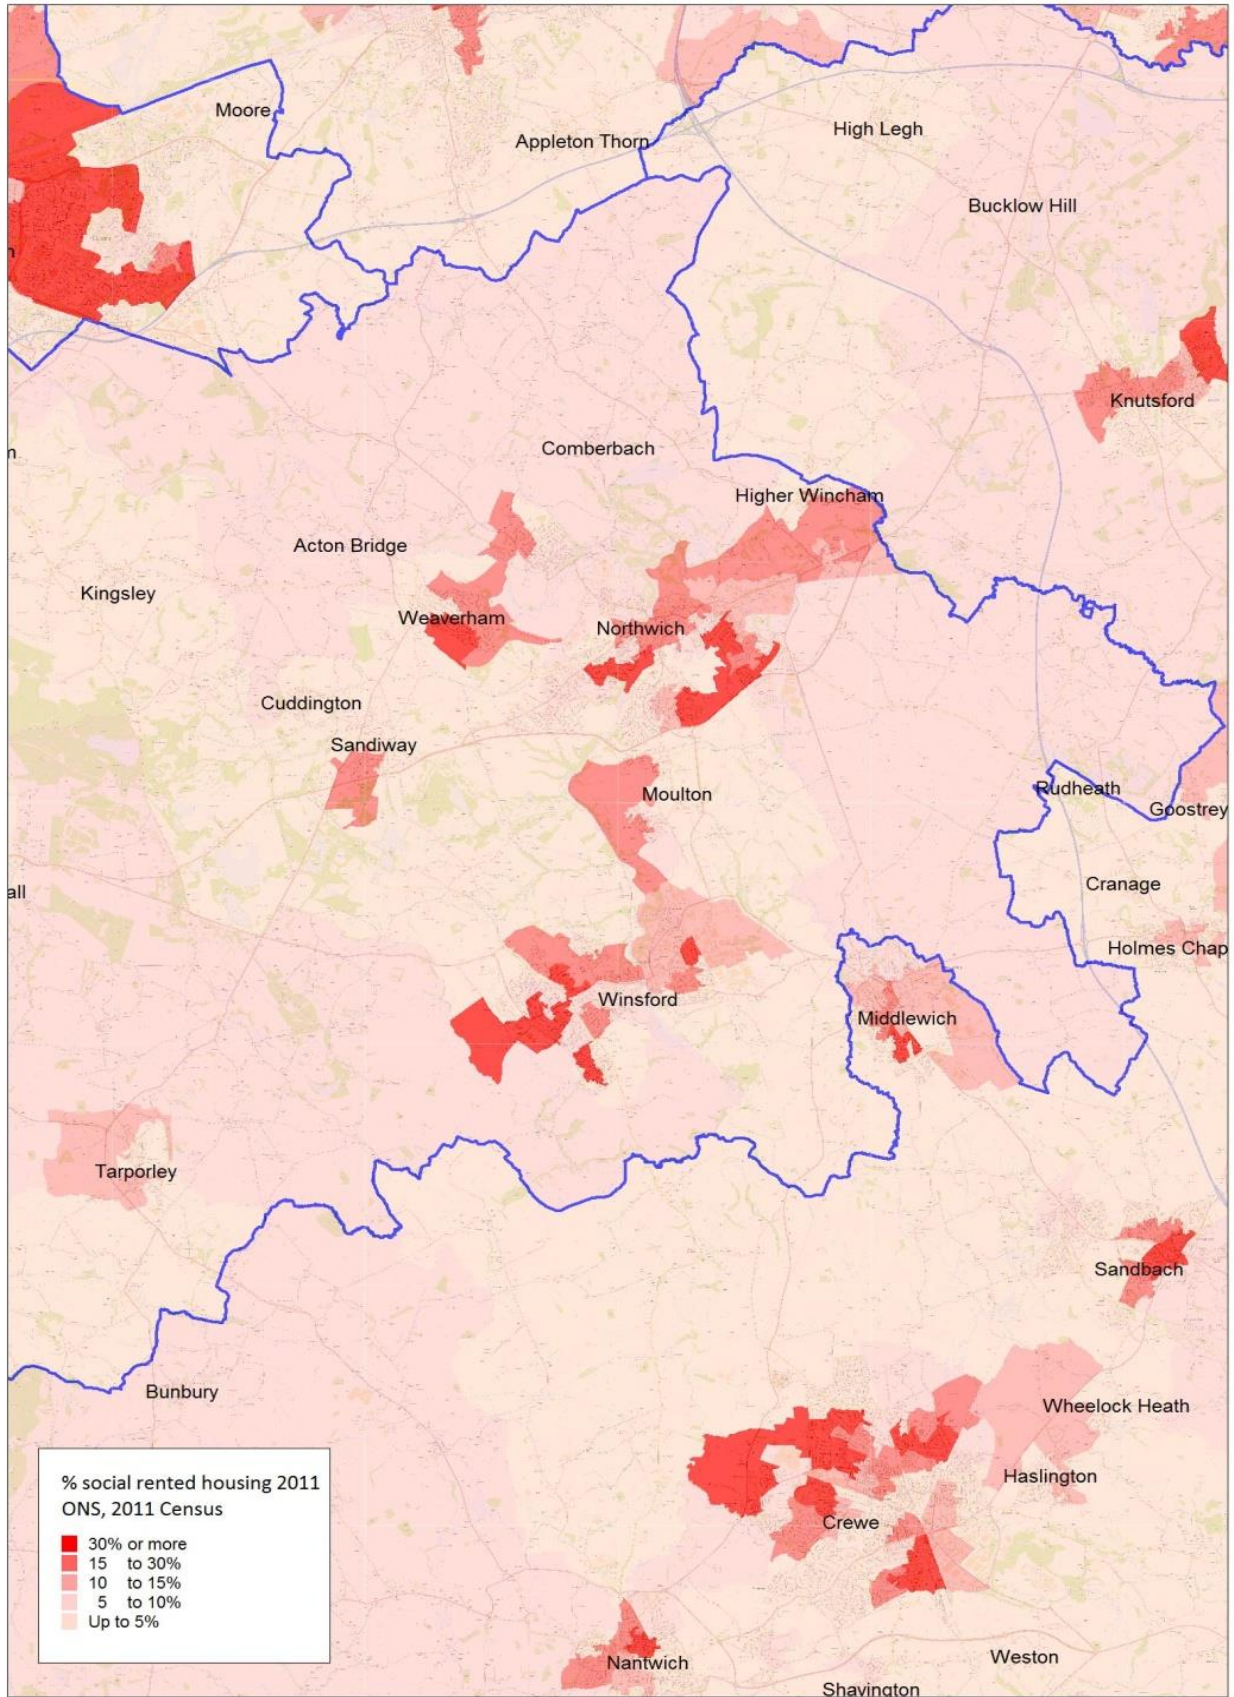 Moore
Appleton Thorn
High Legh
Bucklow Hill
Knutsford
Comberbach
Higher Wincham
Acton Bridge
Kingsley
Weaverham
Northwich
Cuddington
Sandiway
Moulton
Rudheath
Goostrey
all
Cranage
Holmes Chap
Winsford
Middlewich
Tarporley
Sandbach
Bunbury
Wheelock Heath
Haslington
Crewe
Weston
Nantwich
Shavington
% social rented housing 2011
ONS, 2011 Census
30% or more
15 to 30%
10 to 15%
5 to 10%
Up to 5%